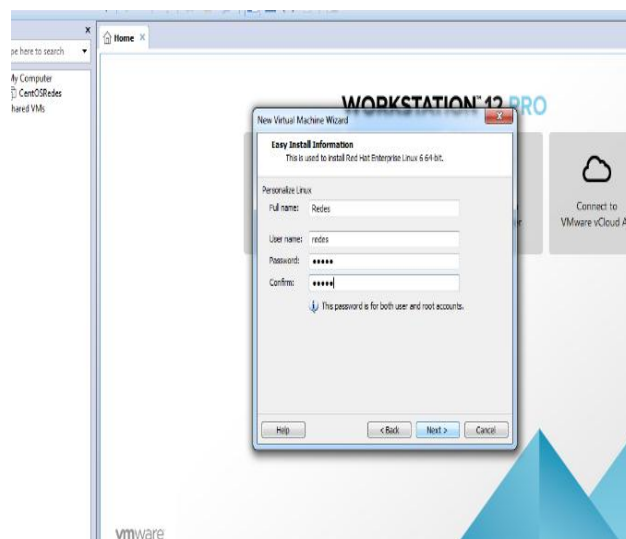 x
pe here to search
Home x
My Computer
CentOSRedes
hared VMs
WORKSTATION™ 12 PRO
New Virtual Machine Wizard
Easy Install Information
This is used to install Red Hat Enterprise Linux 6 64-bit.
Personalize Linux
Full name: Redes
User name: redes
Password: •••••
Confirm: •••••
This password is for both user and root accounts.
Help < Back Next > Cancel
Connect to
VMware vCloud A
vmware